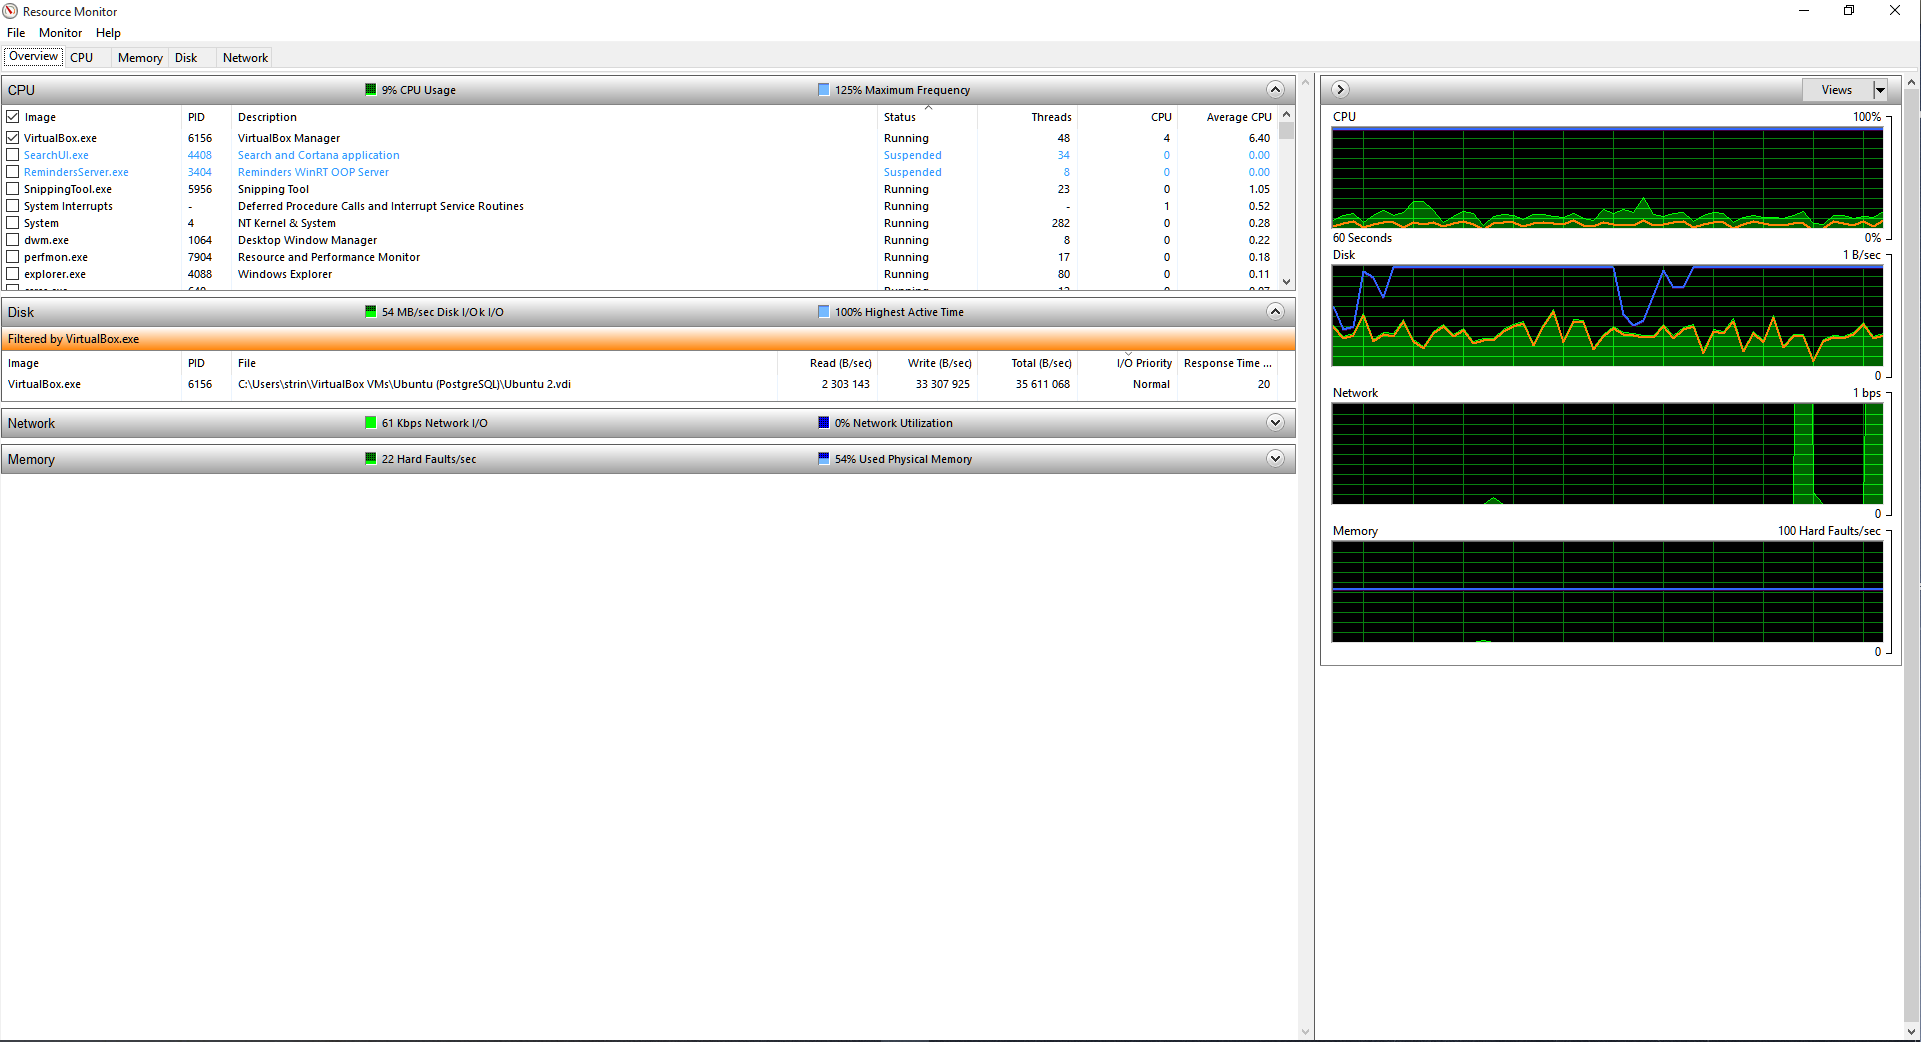 Resource Monitor
File Monitor Help
Overview CPU Memory Disk Network
CPU 9% CPU Usage 125% Maximum Frequency
Image PID Description Status Threads CPU Average CPU
VirtualBox.exe 6156 VirtualBox Manager Running 48 4 6.40
SearchUI.exe 4408 Search and Cortana application Suspended 34 0 0.00
RemindersServer.exe 3404 Reminders WinRT OOP Server Suspended 8 0 0.00
SnippingTool.exe 5956 Snipping Tool Running 23 0 1.05
System Interrupts - Deferred Procedure Calls and Interrupt Service Routines Running - 1 0.52
System 4 NT Kernel & System Running 282 0 0.28
dwm.exe 1064 Desktop Window Manager Running 8 0 0.22
perfmon.exe 7904 Resource and Performance Monitor Running 17 0 0.18
explorer.exe 4088 Windows Explorer Running 80 0 0.11
Disk 54 MB/sec Disk I/Ok I/O 100% Highest Active Time
Filtered by VirtualBox.exe
Image PID File Read (B/sec) Write (B/sec) Total (B/sec) I/O Priority Response Time ...
VirtualBox.exe 6156 C:\Users\strin\VirtualBox VMs\Ubuntu (PostgreSQL)\Ubuntu 2.vdi 2 303 143 33 307 925 35 611 068 Normal 20
Network 61 Kbps Network I/O 0% Network Utilization
Memory 22 Hard Faults/sec 54% Used Physical Memory
Views
CPU 100%
60 Seconds 0%
Disk 1 B/sec
0
Network 1 bps
0
Memory 100 Hard Faults/sec
0